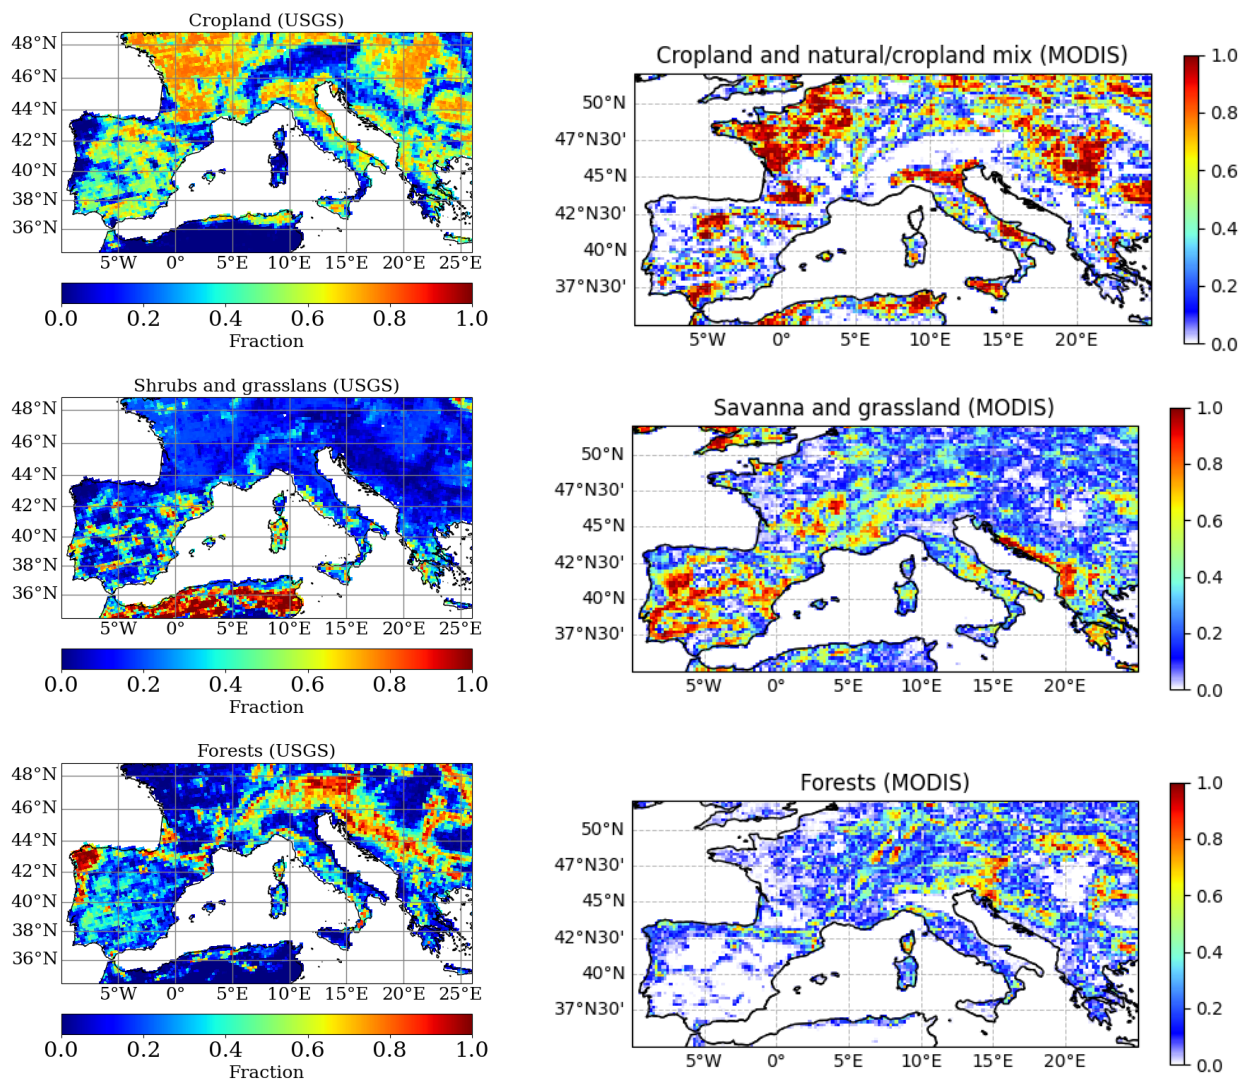 Cropland (USGS)
48°N
46°N
44°N
42°N
40°N
38°N
36°N
5°W 0° 5°E 10°E 15°E 20°E 25°E
0.0 0.2 0.4 0.6 0.8 1.0
Fraction
Cropland and natural/cropland mix (MODIS)
50°N
47°N30'
45°N
42°N30'
40°N
37°N30'
5°W 0° 5°E 10°E 15°E 20°E
1.0
0.8
0.6
0.4
0.2
0.0
Shrubs and grasslans (USGS)
48°N
46°N
44°N
42°N
40°N
38°N
36°N
5°W 0° 5°E 10°E 15°E 20°E 25°E
0.0 0.2 0.4 0.6 0.8 1.0
Fraction
Savanna and grassland (MODIS)
50°N
47°N30'
45°N
42°N30'
40°N
37°N30'
5°W 0° 5°E 10°E 15°E 20°E
1.0
0.8
0.6
0.4
0.2
0.0
Forests (USGS)
48°N
46°N
44°N
42°N
40°N
38°N
36°N
5°W 0° 5°E 10°E 15°E 20°E 25°E
0.0 0.2 0.4 0.6 0.8 1.0
Fraction
Forests (MODIS)
50°N
47°N30'
45°N
42°N30'
40°N
37°N30'
5°W 0° 5°E 10°E 15°E 20°E
1.0
0.8
0.6
0.4
0.2
0.0